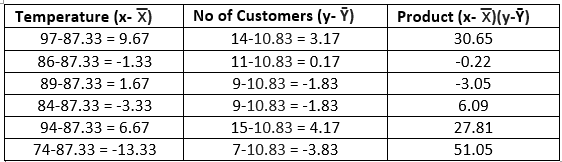 Temperature (x- X̅) No of Customers (y- Ȳ) Product (x- X̅)(y-Ȳ)
97-87.33 = 9.67 14-10.83 = 3.17 30.65
86-87.33 = -1.33 11-10.83 = 0.17 -0.22
89-87.33 = 1.67 9-10.83 = -1.83 -3.05
84-87.33 = -3.33 9-10.83 = -1.83 6.09
94-87.33 = 6.67 15-10.83 = 4.17 27.81
74-87.33 = -13.33 7-10.83 = -3.83 51.05